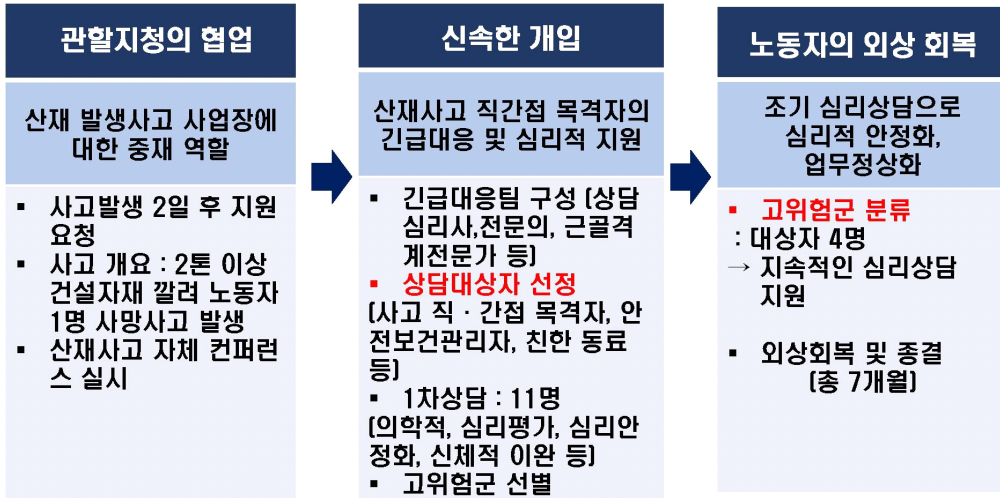 관할지청의 협업
산재 발생사고 사업장에
대한 중재 역할
▪ 사고발생 2일 후 지원
요청
▪ 사고 개요 : 2톤 이상
건설자재 깔려 노동자
1명 사망사고 발생
▪ 산재사고 자체 컨퍼런
스 실시
신속한 개입
산재사고 직간접 목격자의
긴급대응 및 심리적 지원
▪ 긴급대응팀 구성 (상담
심리사,전문의, 근골격
계전문가 등)
▪ 상담대상자 선정
(사고 직 · 간접 목격자, 안
전보건관리자, 친한 동료
등)
▪ 1차상담 : 11명
(의학적, 심리평가, 심리안
정화, 신체적 이완 등)
▪ 고위험군 선별
노동자의 외상 회복
조기 심리상담으로
심리적 안정화,
업무정상화
▪ 고위험군 분류
: 대상자 4명
→ 지속적인 심리상담
지원
▪ 외상회복 및 종결
(총 7개월)